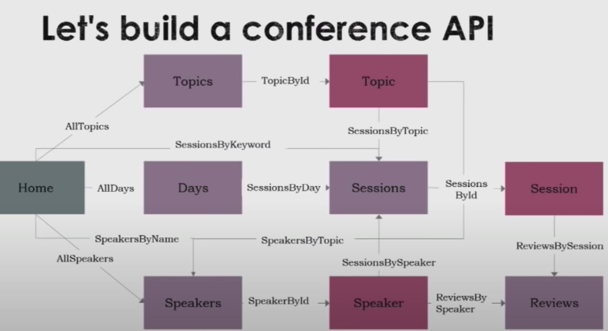 Let's build a conference API
Topics
TopicById
Topic
AllTopics
SessionsByTopic
SessionsByKeyword
Home
AllDays
Days
SessionsByDay
Sessions
Sessions
ById
Session
SpeakersByName
SpeakersByTopic
ReviewsBySession
AllSpeakers
SessionsBySpeaker
Speakers
SpeakerById
Speaker
ReviewsBy
Speaker
Reviews